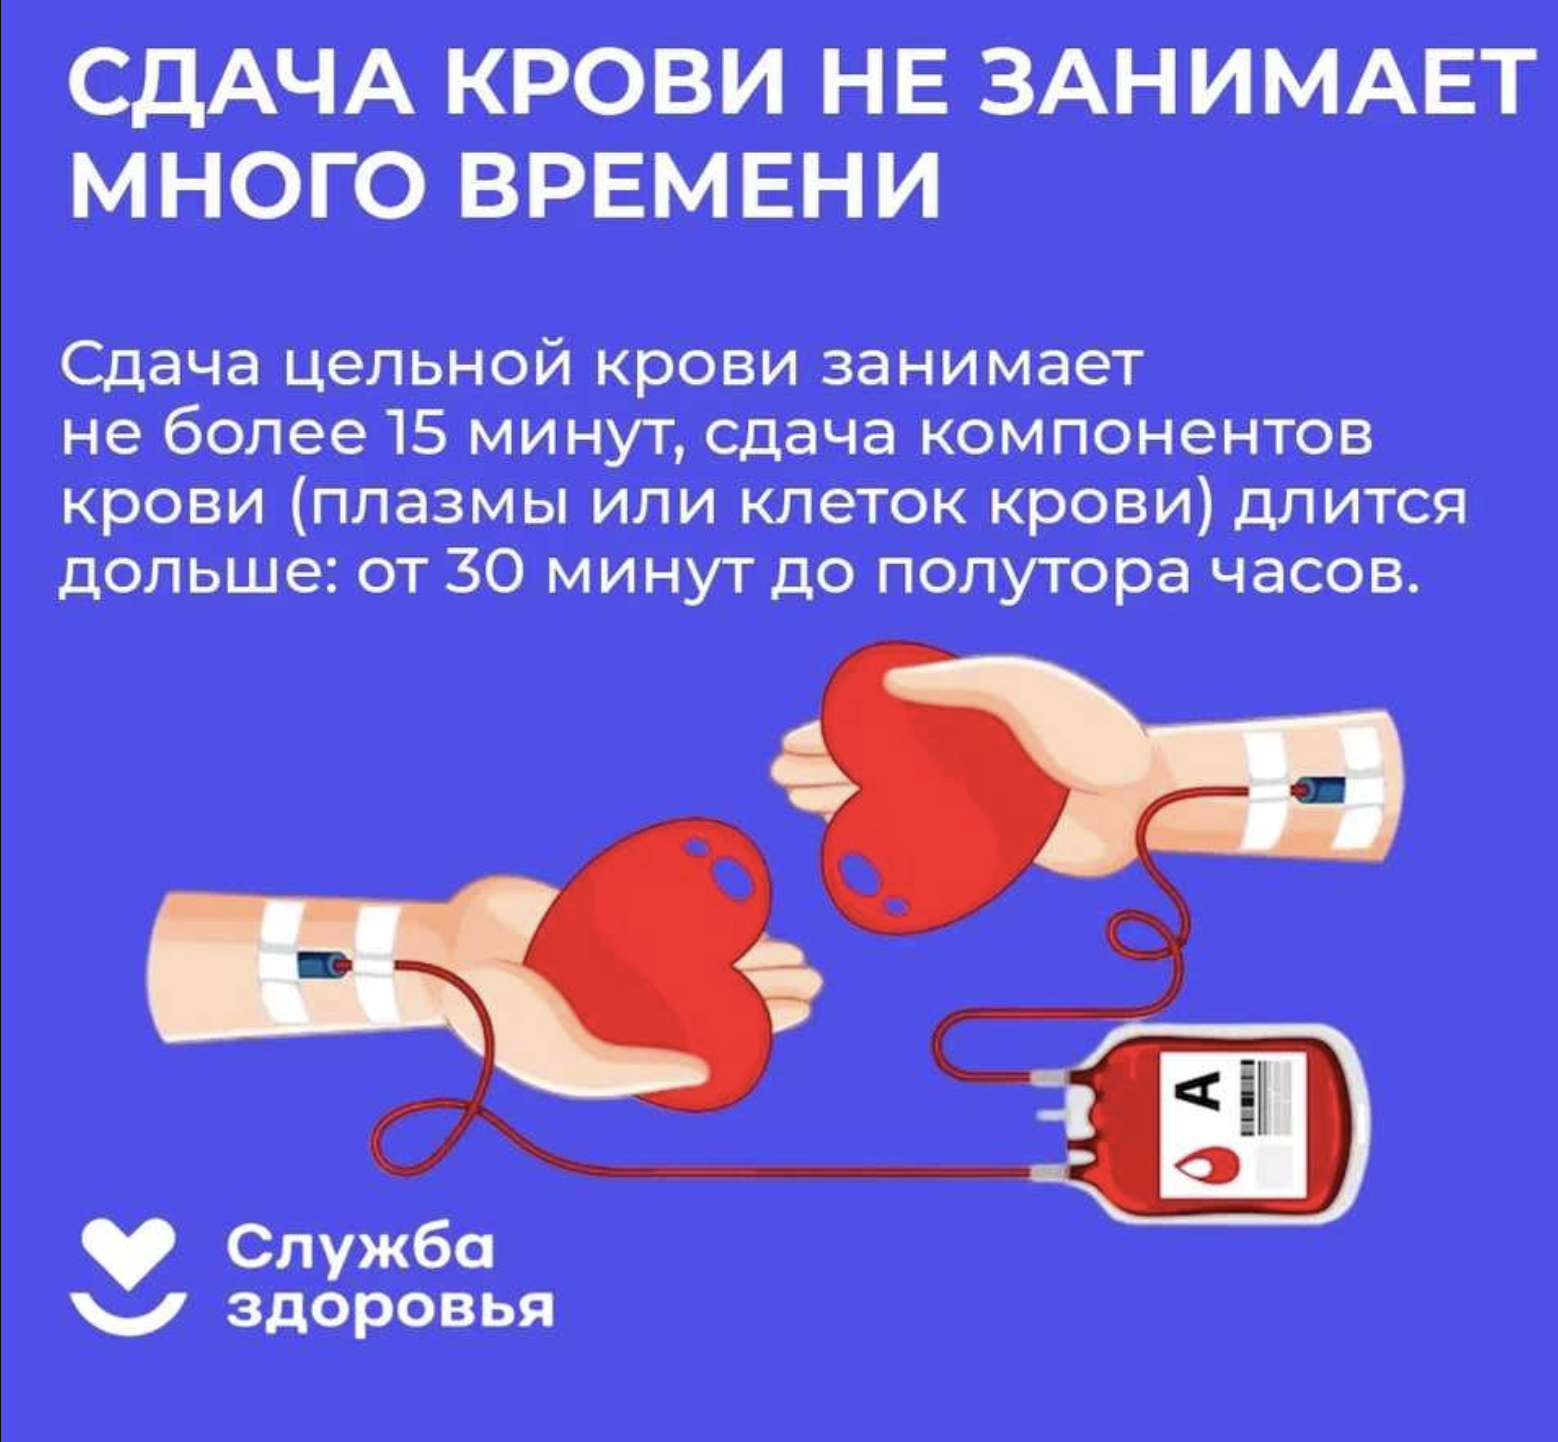 СДАЧА КРОВИ НЕ ЗАНИМАЕТ
МНОГО ВРЕМЕНИ
Сдача цельной крови занимает
не более 15 минут, сдача компонентов
крови (плазмы или клеток крови) длится
дольше: от 30 минут до полутора часов.
A
Служба
здоровья